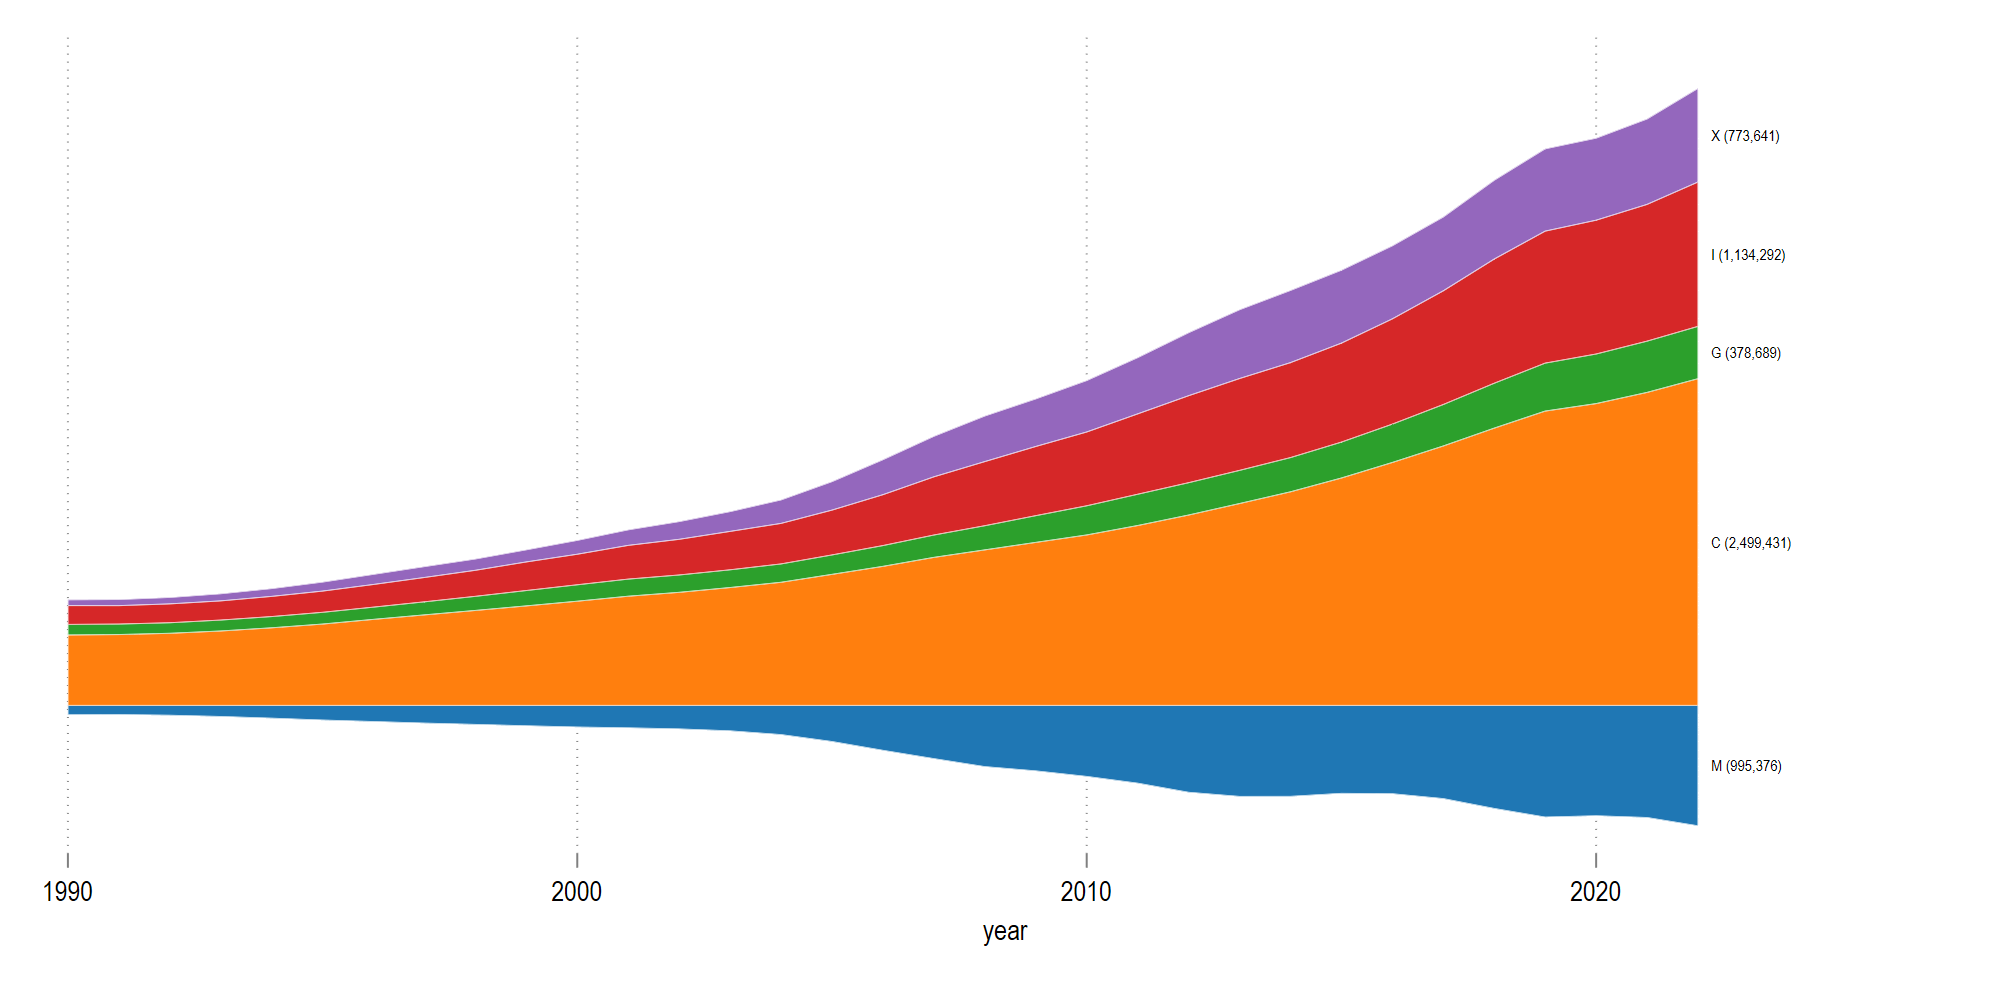 X (773,641)
I (1,134,292)
G (378,689)
C (2,499,431)
M (995,376)
1990 2000 2010 2020
year